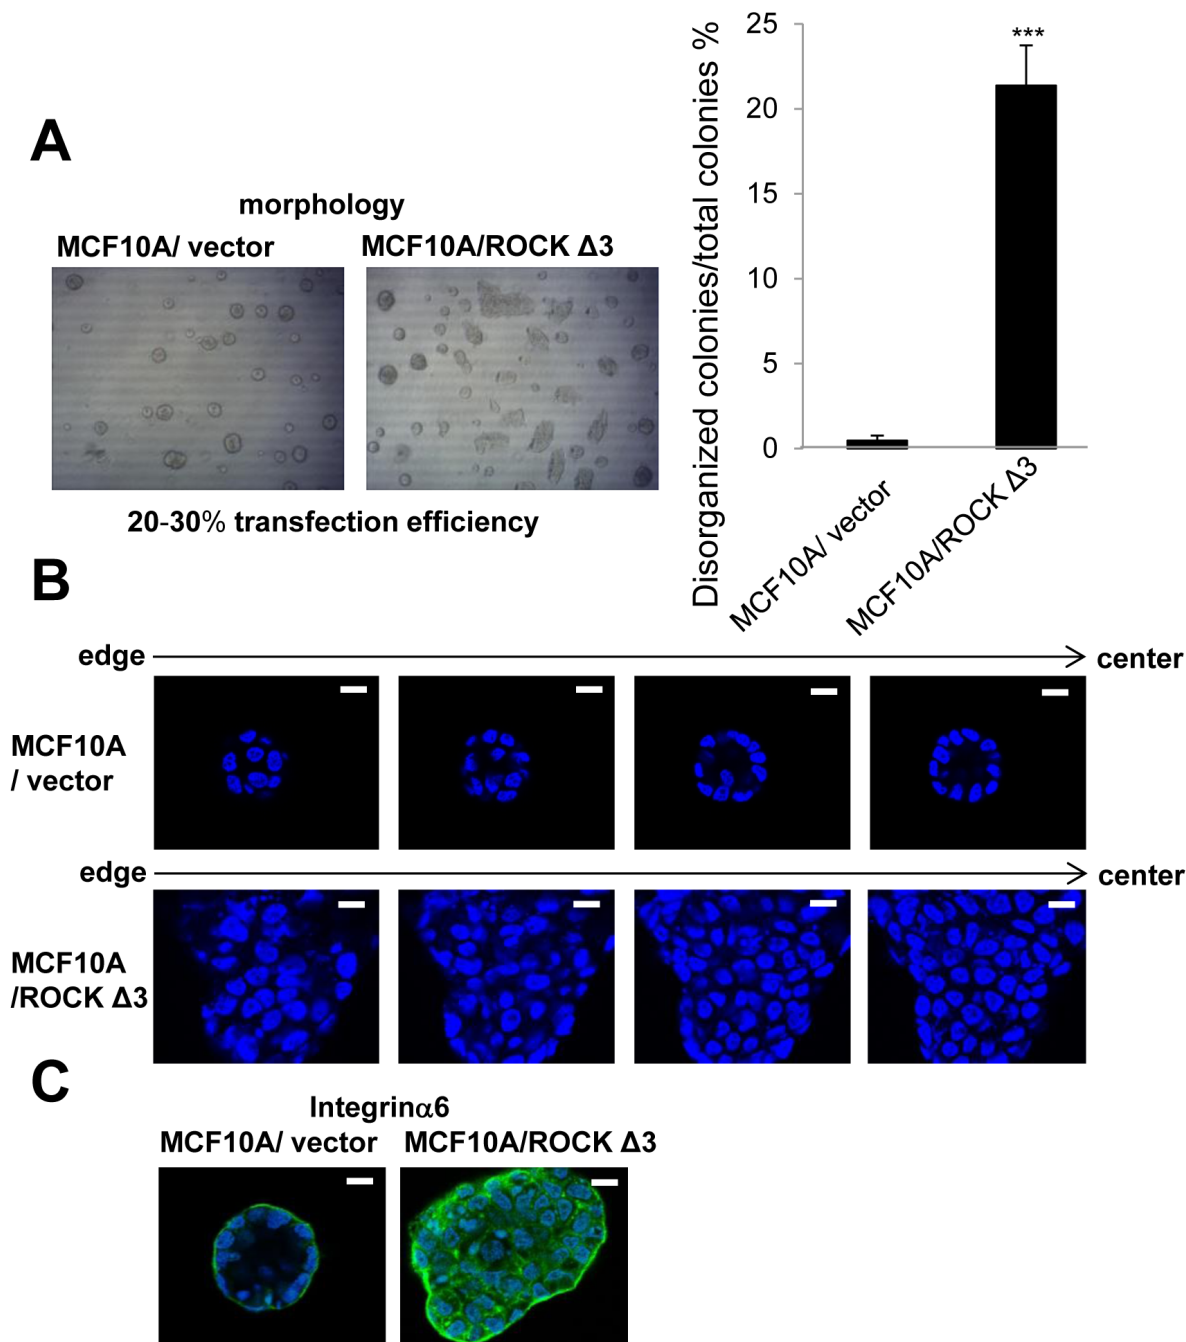 A
morphology
MCF10A/ vector
MCF10A/ROCK Δ3
20-30% transfection efficiency
Disorganized colonies/total colonies %
25
20
15
10
5
0
***
MCF10A/ vector
MCF10A/ROCK Δ3
B
edge
center
MCF10A
/ vector
edge
center
MCF10A
/ROCK Δ3
C
Integrinα6
MCF10A/ vector
MCF10A/ROCK Δ3